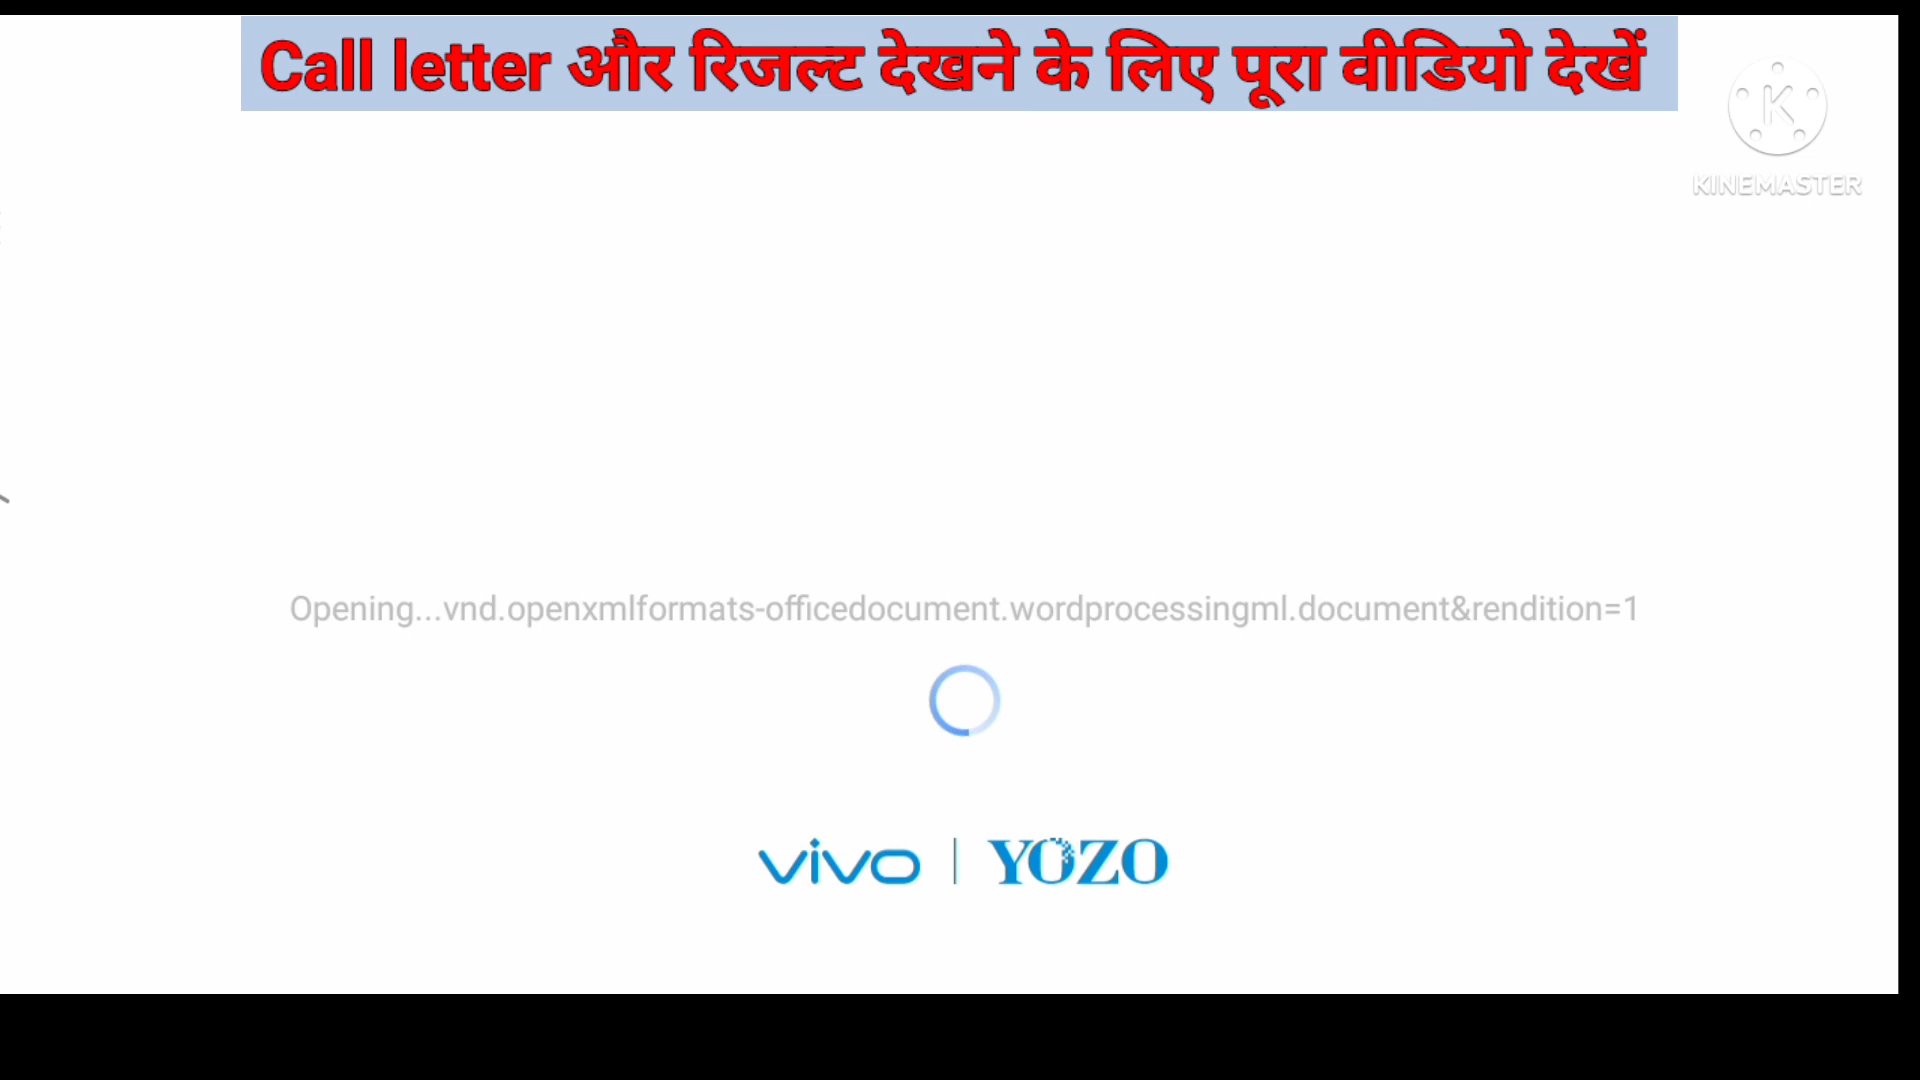 Call letter और रिजल्ट देखने के लिए पूरा वीडियो देखें
K
KINEMASTER
Opening...vnd.openxmlformats-officedocument.wordprocessingml.document&rendition=1
vivo | YOZO